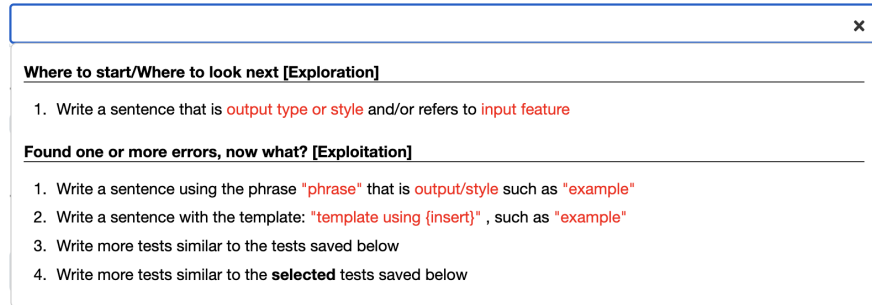 Where to start/Where to look next [Exploration]
1. Write a sentence that is output type or style and/or refers to input feature
Found one or more errors, now what? [Exploitation]
1. Write a sentence using the phrase "phrase" that is output/style such as "example"
2. Write a sentence with the template: "template using {insert}" , such as "example"
3. Write more tests similar to the tests saved below
4. Write more tests similar to the selected tests saved below